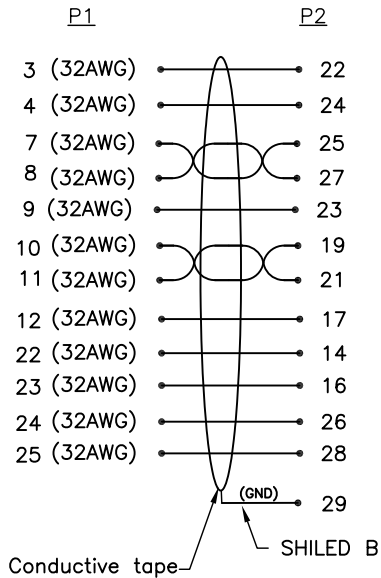 P1 P2
3 (32AWG) 22
4 (32AWG) 24
7 (32AWG) 25
8 (32AWG) 27
9 (32AWG) 23
10 (32AWG) 19
11 (32AWG) 21
12 (32AWG) 17
22 (32AWG) 14
23 (32AWG) 16
24 (32AWG) 26
25 (32AWG) 28
(GND) 29
SHILED B
Conductive tape